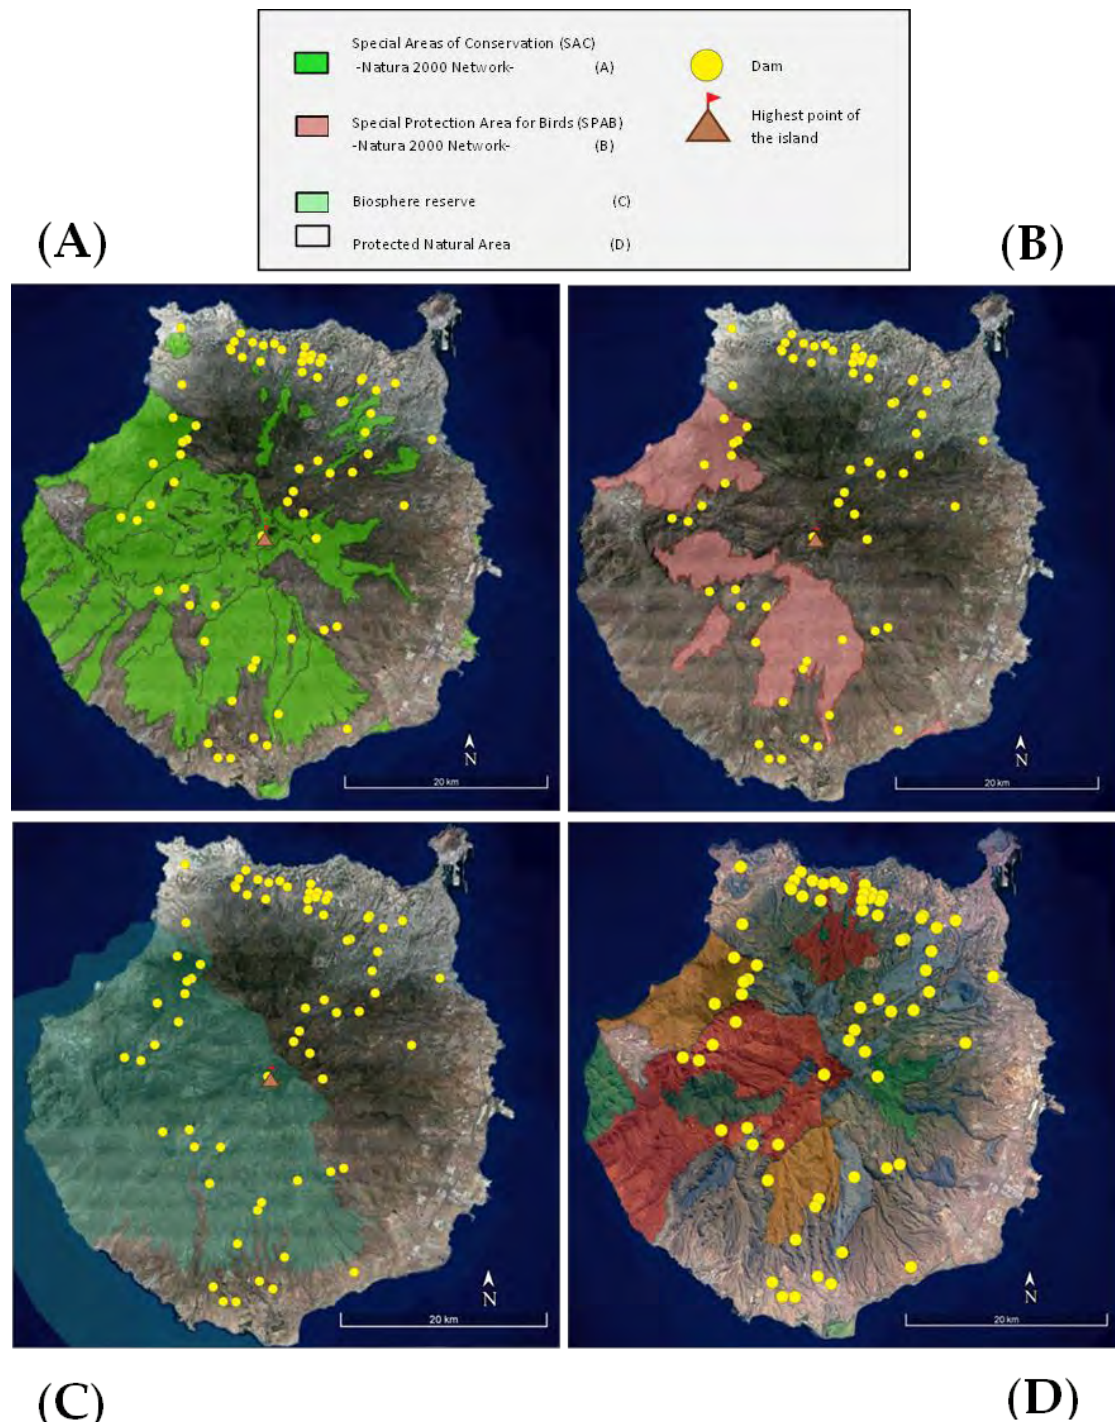 Special Areas of Conservation (SAC)
-Natura 2000 Network- (A)
Dam
Special Protection Area for Birds (SPAB)
-Natura 2000 Network- (B)
Highest point of
the island
Biosphere reserve (C)
Protected Natural Area (D)
(A)
(B)
N
20 km
N
20 km
N
20 km
N
20 km
(C)
(D)